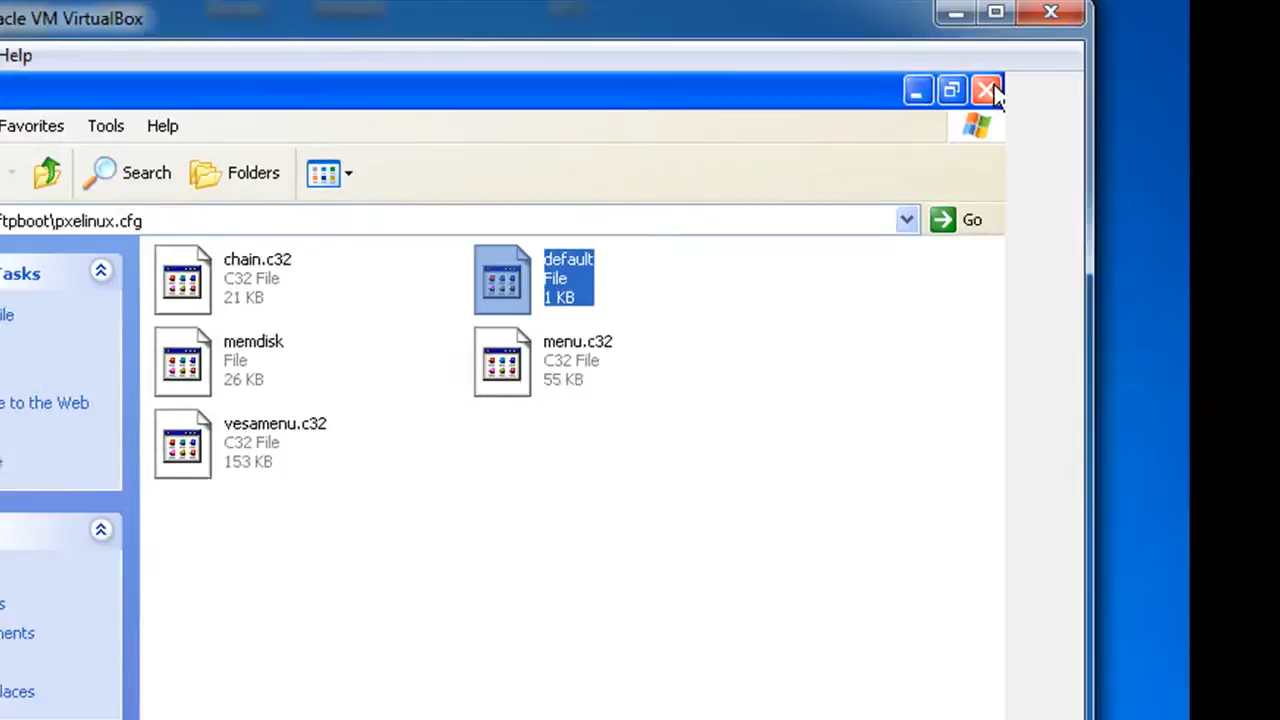 acle VM VirtualBox
Help
Favorites Tools Help
Search Folders
ftpboot\pxelinux.cfg Go
Tasks
ile
e to the Web
s
ments
laces
chain.c32
C32 File
21 KB
default
File
1 KB
memdisk
File
26 KB
menu.c32
C32 File
55 KB
vesamenu.c32
C32 File
153 KB